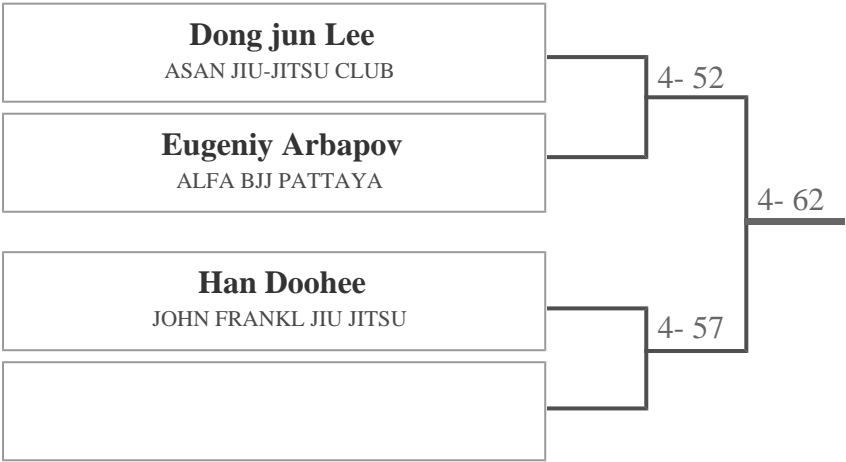 Dong jun Lee
ASAN JIU-JITSU CLUB
4- 52
Eugeniy Arbapov
ALFA BJJ PATTAYA
4- 62
Han Doohee
JOHN FRANKL JIU JITSU
4- 57